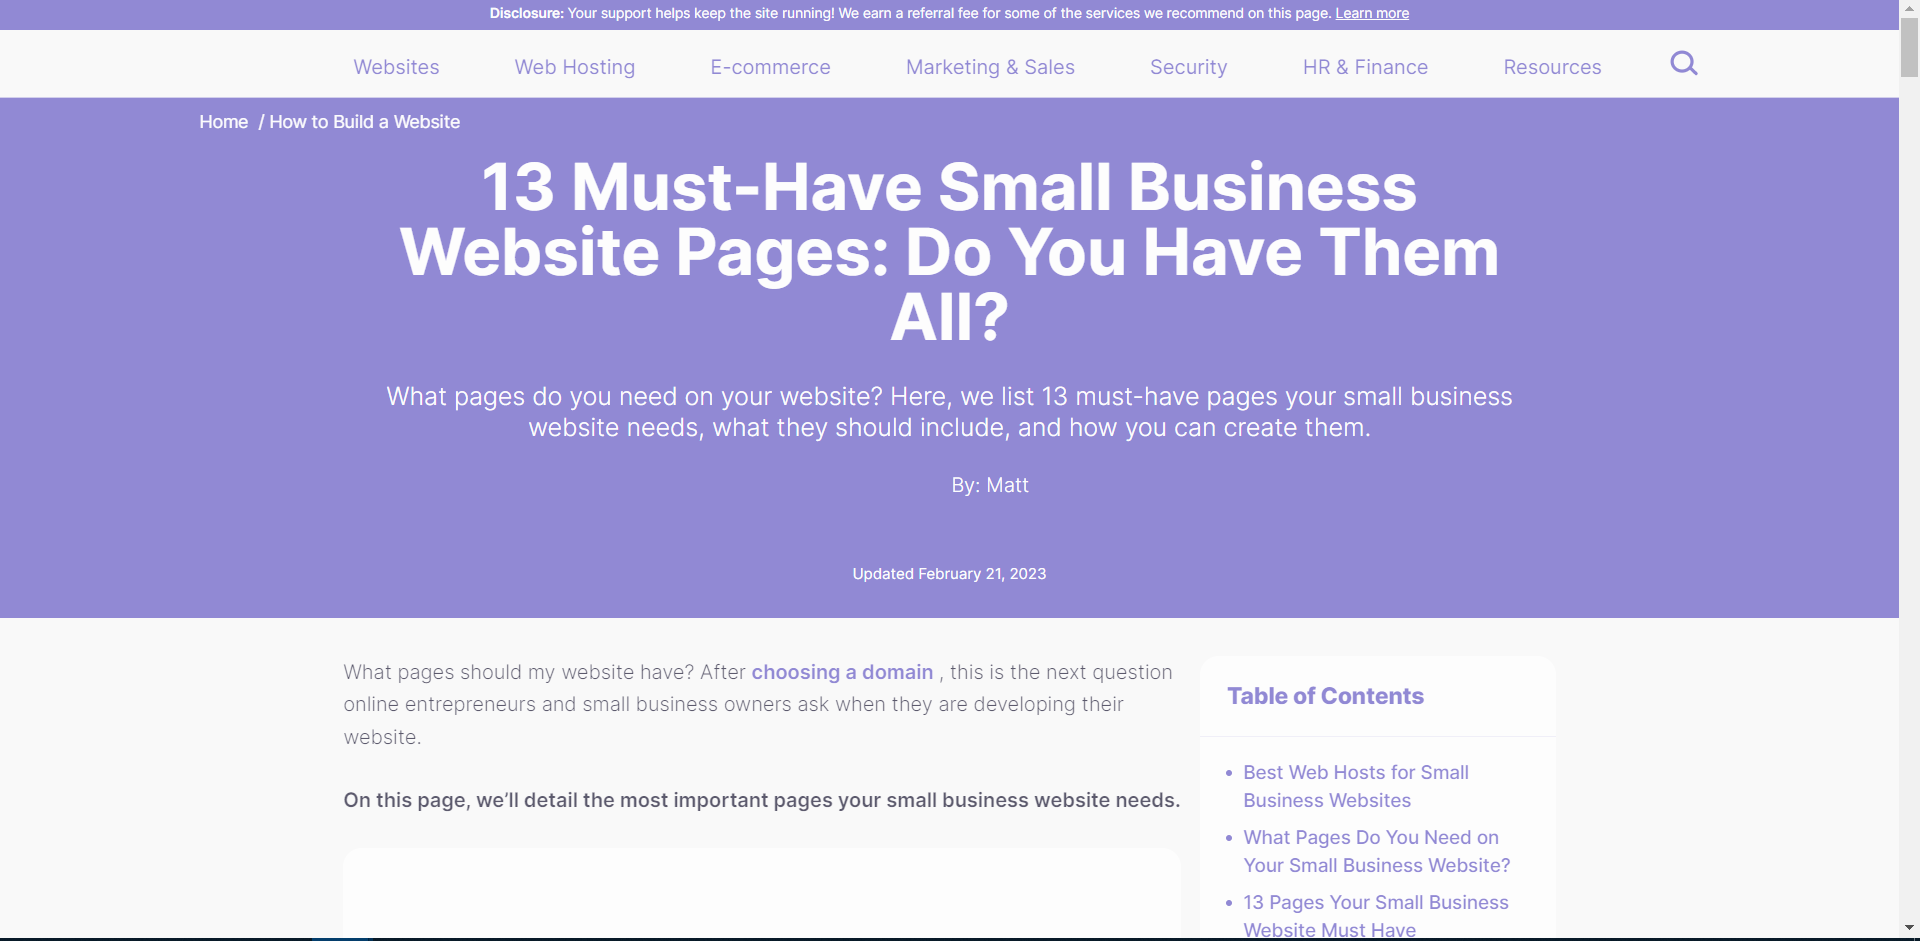 Disclosure: Your support helps keep the site running! We earn a referral fee for some of the services we recommend on this page. Learn more
Websites
Web Hosting
E-commerce
Marketing & Sales
Security
HR & Finance
Resources
Home / How to Build a Website
13 Must-Have Small Business
Website Pages: Do You Have Them
All?
What pages do you need on your website? Here, we list 13 must-have pages your small business
website needs, what they should include, and how you can create them.
By: Matt
Updated February 21, 2023
What pages should my website have? After choosing a domain , this is the next question
online entrepreneurs and small business owners ask when they are developing their
website.
On this page, we’ll detail the most important pages your small business website needs.
Table of Contents
• Best Web Hosts for Small
Business Websites
• What Pages Do You Need on
Your Small Business Website?
• 13 Pages Your Small Business
Website Must Have